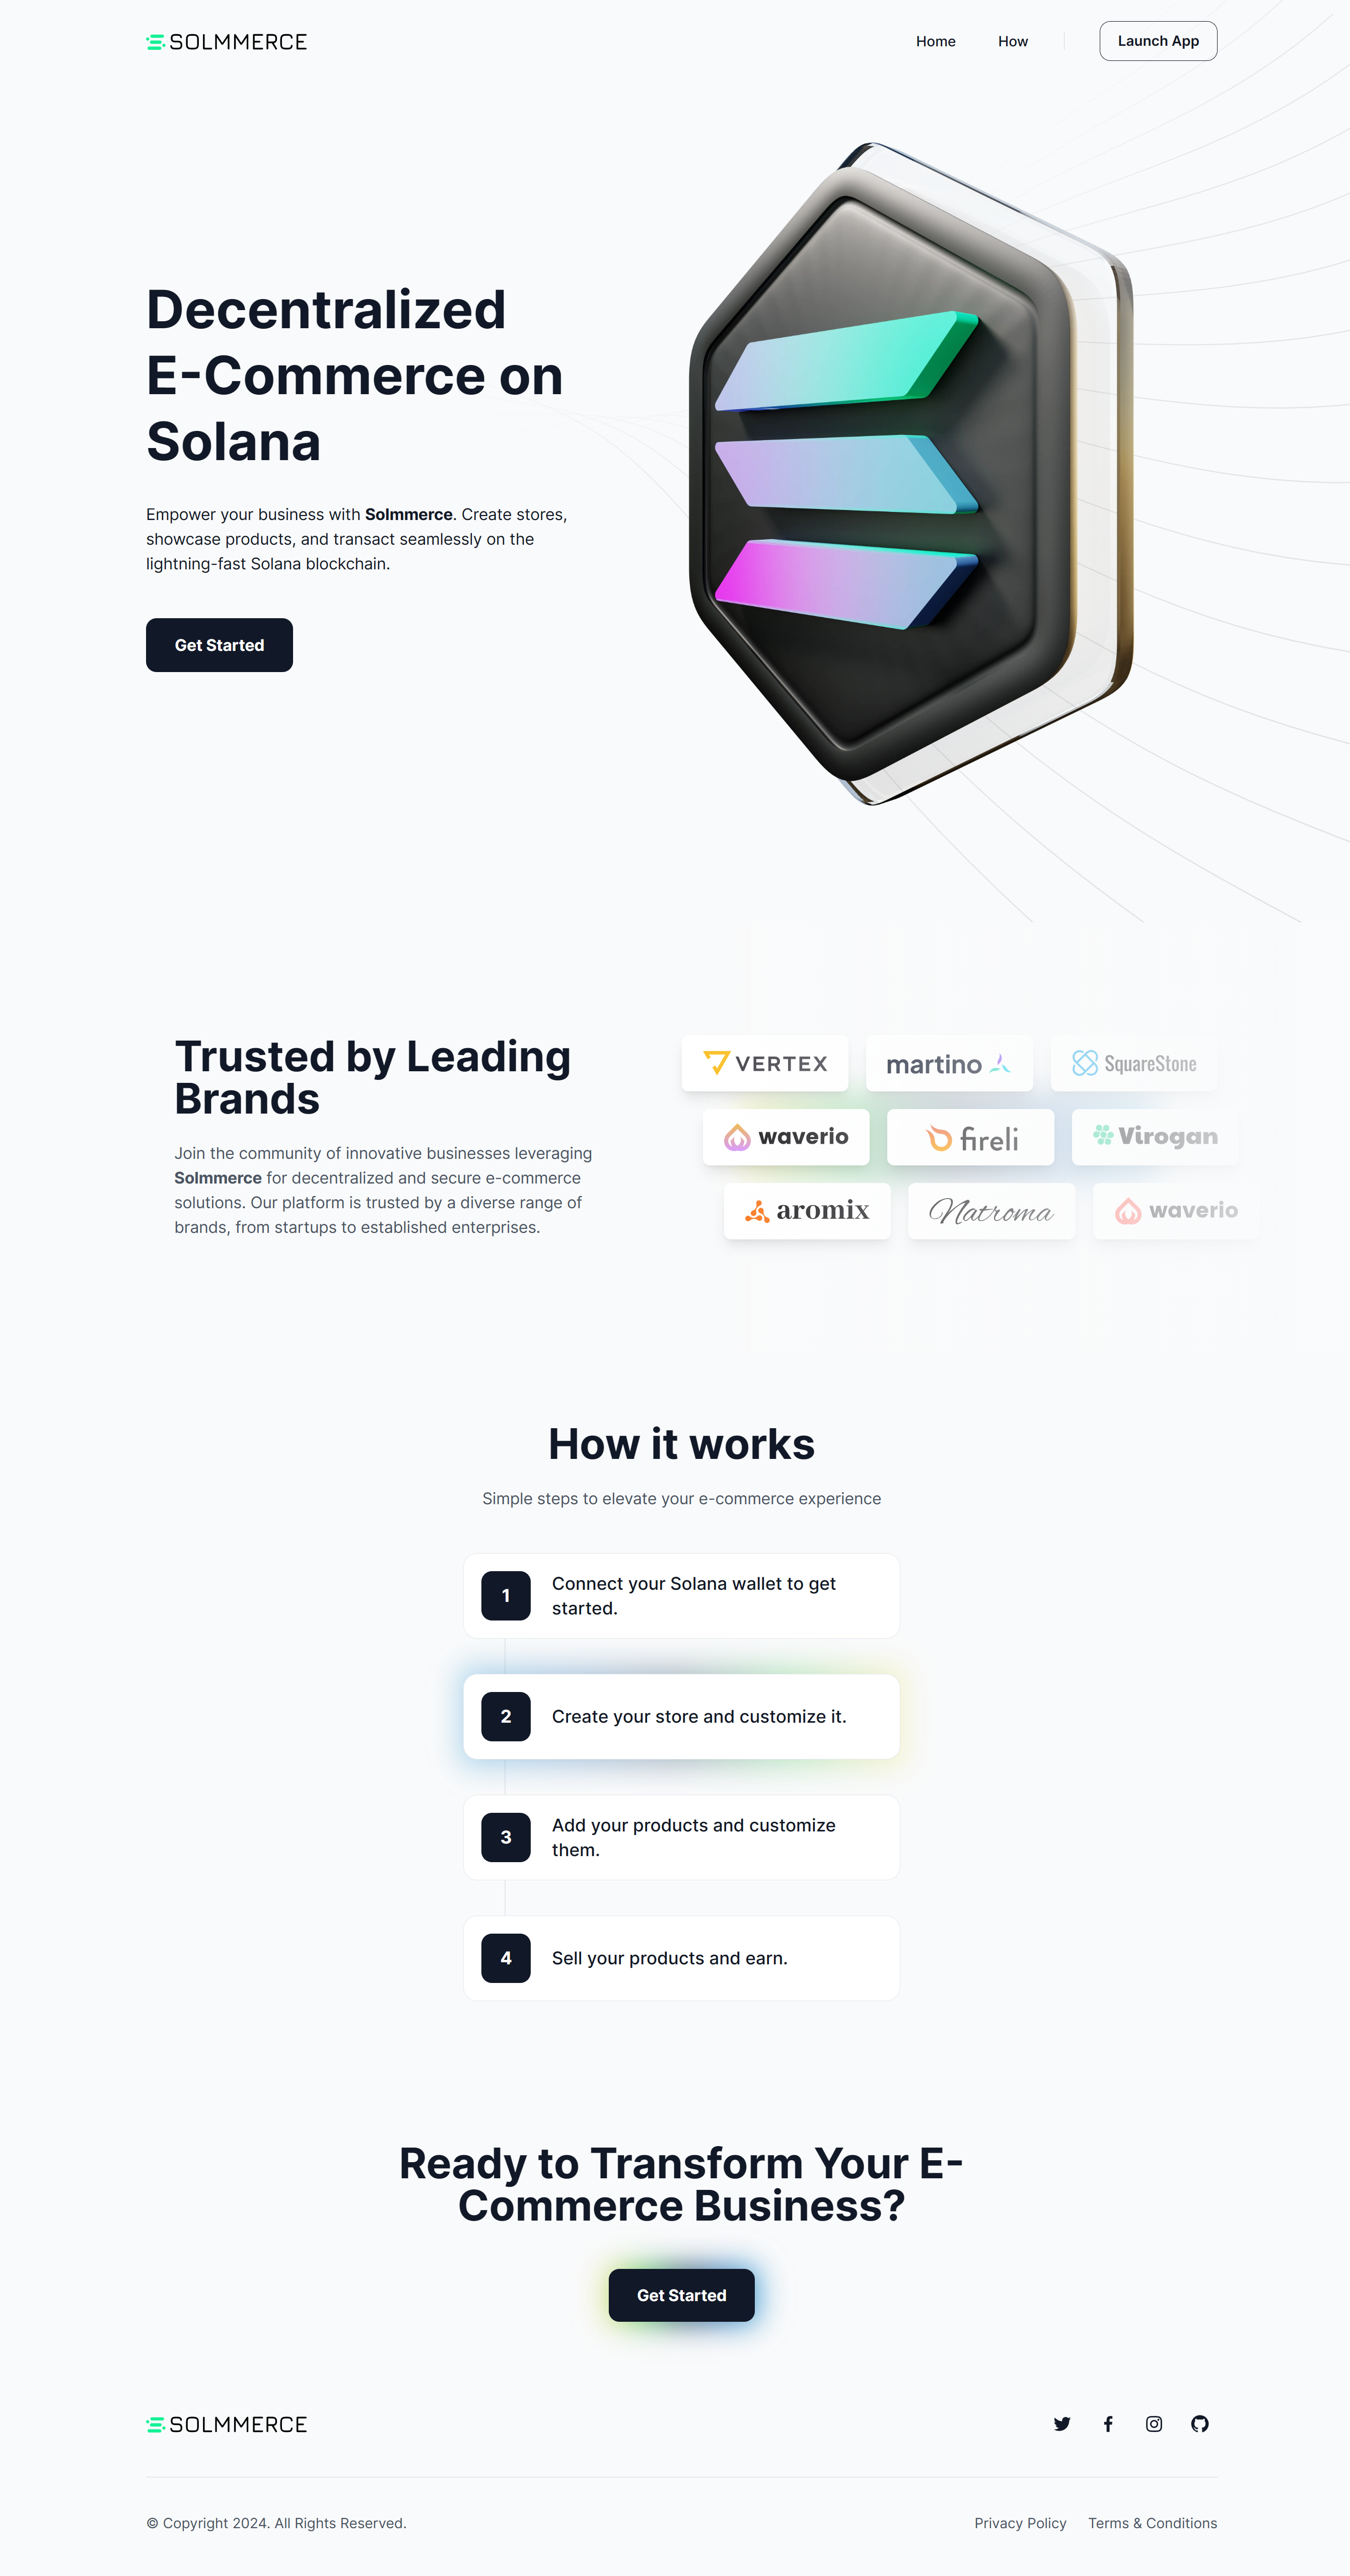 SOLMMERCE
Home How Launch App
Decentralized
E-Commerce on
Solana
Empower your business with Solmmerce. Create stores,
showcase products, and transact seamlessly on the
lightning-fast Solana blockchain.
Get Started
Trusted by Leading
Brands
Join the community of innovative businesses leveraging
Solmmerce for decentralized and secure e-commerce
solutions. Our platform is trusted by a diverse range of
brands, from startups to established enterprises.
VERTEX martino SquareStone
waverio fireli Virogan
aromix Natroma waverio
How it works
Simple steps to elevate your e-commerce experience
1 Connect your Solana wallet to get
started.
2 Create your store and customize it.
3 Add your products and customize
them.
4 Sell your products and earn.
Ready to Transform Your E-
Commerce Business?
Get Started
SOLMMERCE
© Copyright 2024. All Rights Reserved. Privacy Policy Terms & Conditions